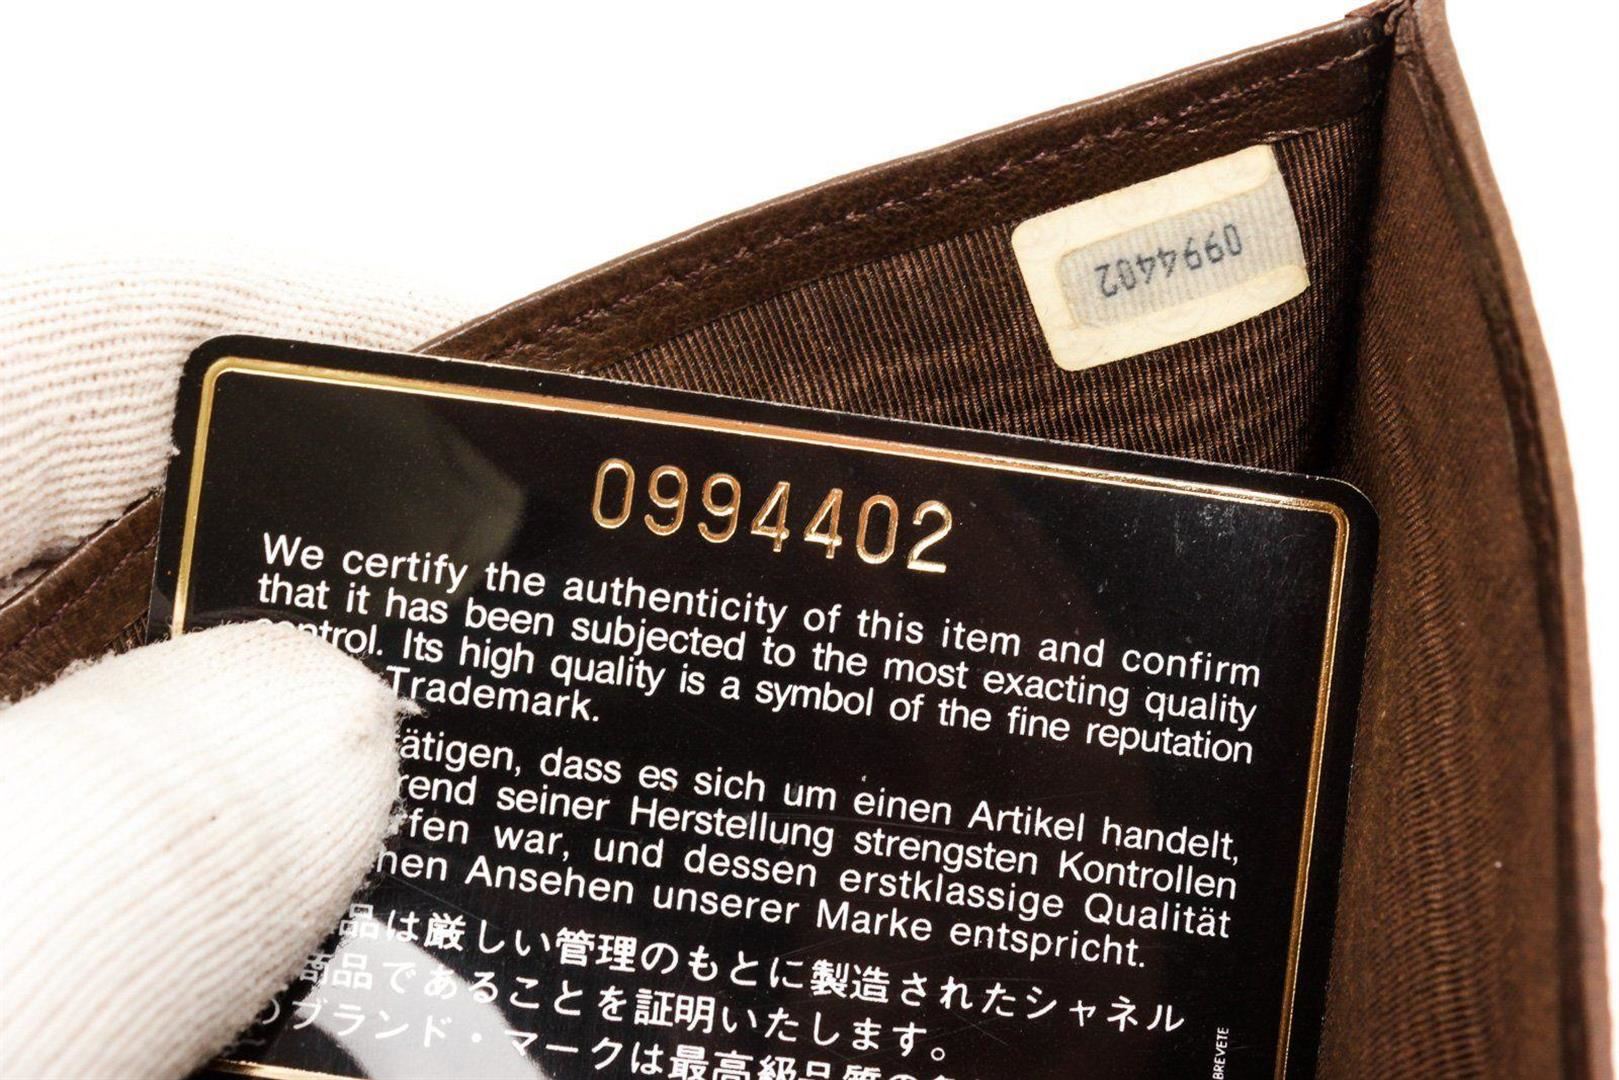 0994402
0994402
We certify the authenticity of this item and confirm
that it has been subjected to the most exacting quality
control. Its high quality is a symbol of the fine reputation
Trademark.
ätigen, dass es sich um einen Artikel handelt,
rend seiner Herstellung strengsten Kontrollen
rfen war, und dessen erstklassige Qualität
hen Ansehen unserer Marke entspricht.
品は厳しい管理のもとに製造されたシャネル
商品であることを証明いたします。
のブランド・マークは最高級品質の
BREVETE